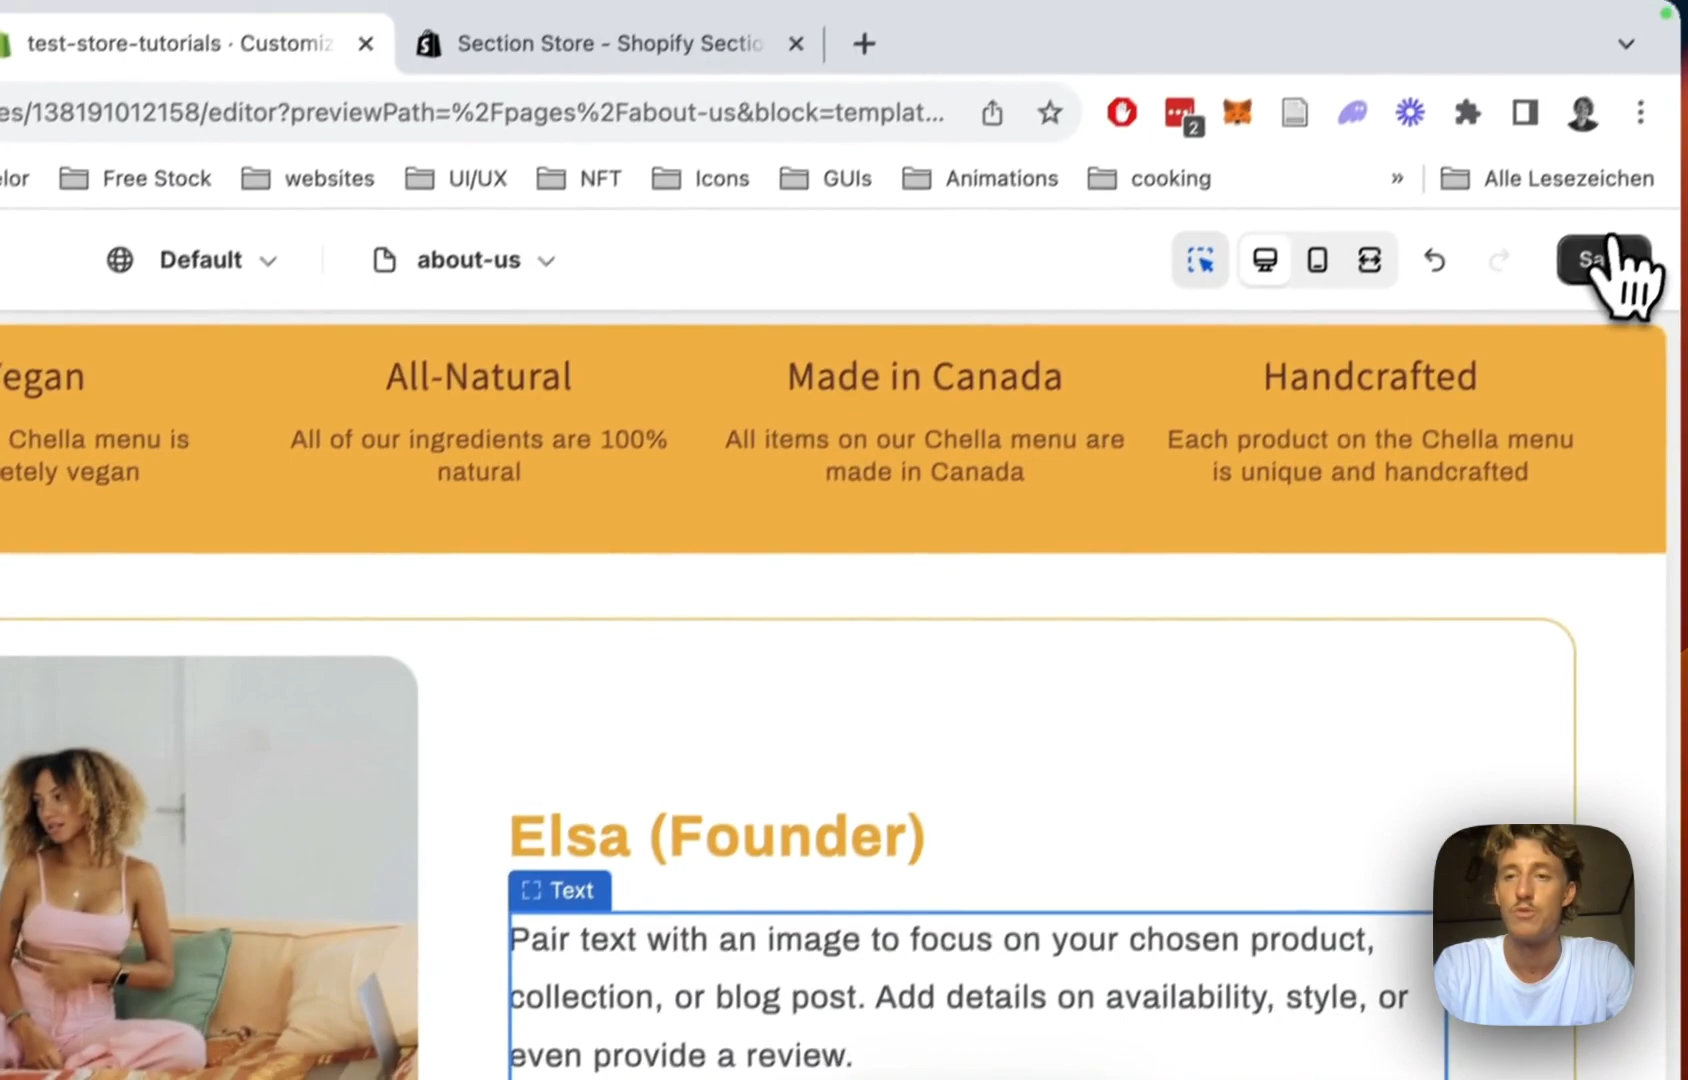 test-store-tutorials · Customiz
Section Store - Shopify Sectio
es/138191012158/editor?previewPath=%2Fpages%2Fabout-us&block=templat...
2
elor
Free Stock
websites
UI/UX
NFT
Icons
GUIs
Animations
cooking
»
Alle Lesezeichen
Default
about-us
Sa
egan
All-Natural
Made in Canada
Handcrafted
Chella menu is
etely vegan
All of our ingredients are 100%
natural
All items on our Chella menu are
made in Canada
Each product on the Chella menu
is unique and handcrafted
Elsa (Founder)
Text
Pair text with an image to focus on your chosen product,
collection, or blog post. Add details on availability, style, or
even provide a review.